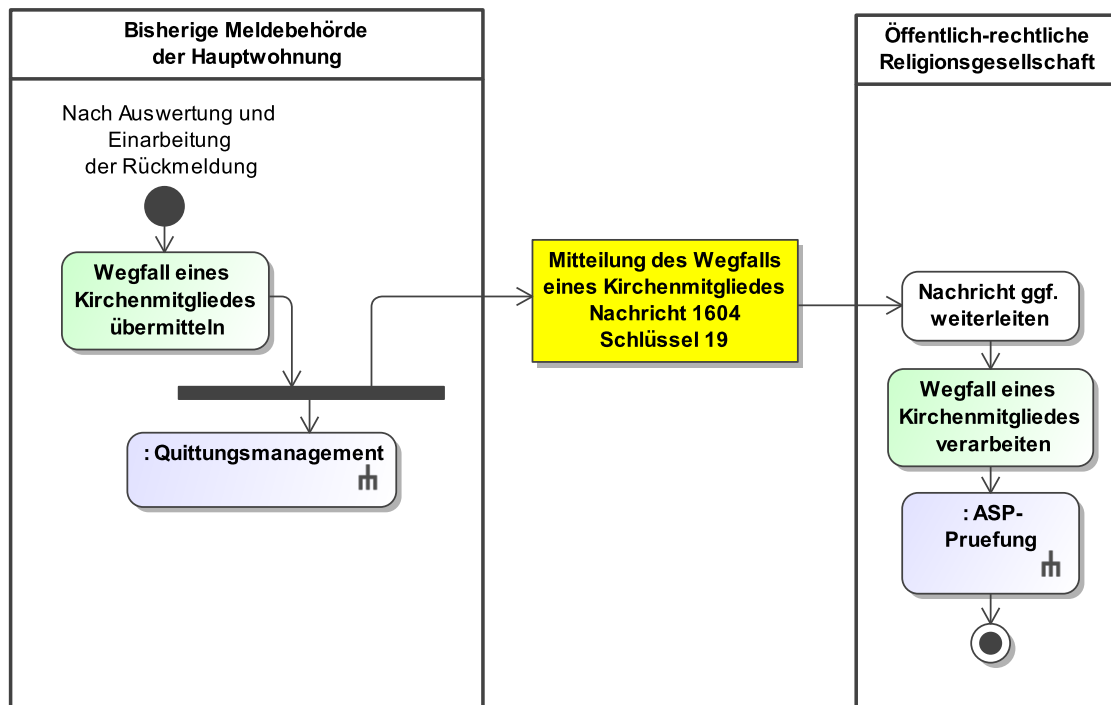 Bisherige Meldebehörde
der Hauptwohnung
Nach Auswertung und
Einarbeitung
der Rückmeldung
Wegfall eines
Kirchenmitgliedes
übermitteln
: Quittungsmanagement
Mitteilung des Wegfalls
eines Kirchenmitgliedes
Nachricht 1604
Schlüssel 19
Öffentlich-rechtliche
Religionsgesellschaft
Nachricht ggf.
weiterleiten
Wegfall eines
Kirchenmitgliedes
verarbeiten
: ASP-
Pruefung